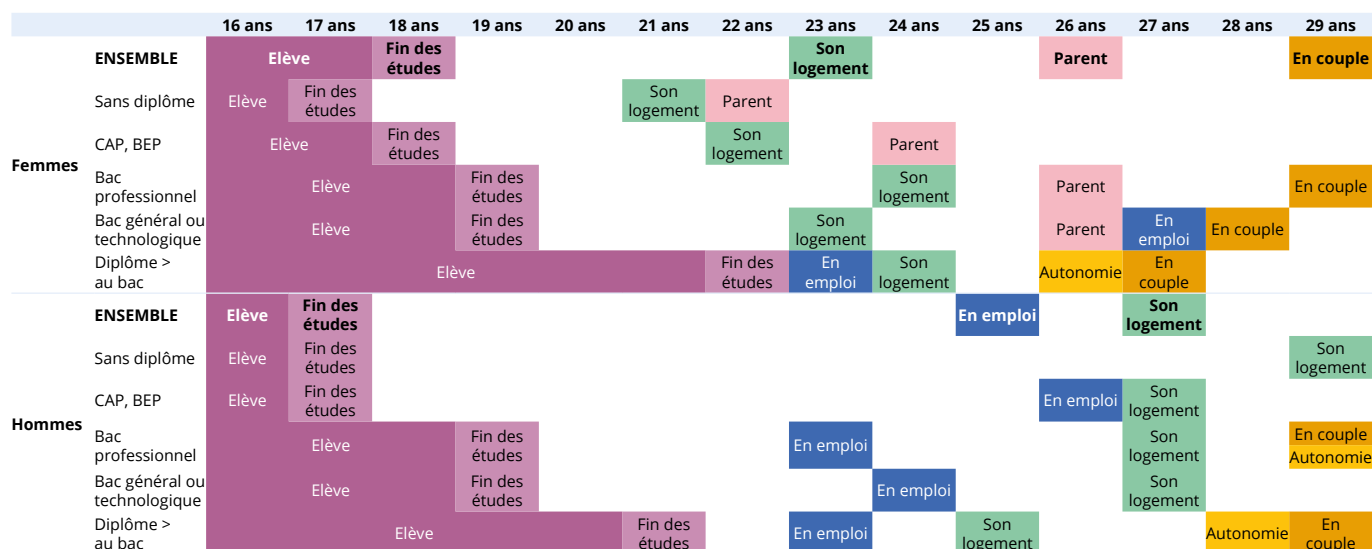 16 ans 17 ans 18 ans 19 ans 20 ans 21 ans 22 ans 23 ans 24 ans 25 ans 26 ans 27 ans 28 ans 29 ans
Femmes
ENSEMBLE
Elève
Fin des
études
Son
logement
Parent
En couple
Sans diplôme
Elève
Fin des
études
Son
logement
Parent
CAP, BEP
Elève
Fin des
études
Son
logement
Parent
Bac
professionnel
Elève
Fin des
études
Son
logement
Parent
En couple
Bac général ou
technologique
Elève
Fin des
études
Son
logement
Parent
En
emploi
En couple
Diplôme >
au bac
Elève
Fin des
études
En
emploi
Son
logement
Autonomie
En
couple
Hommes
ENSEMBLE
Elève
Fin des
études
En emploi
Son
logement
Sans diplôme
Elève
Fin des
études
Son
logement
CAP, BEP
Elève
Fin des
études
En emploi
Son
logement
Bac
professionnel
Elève
Fin des
études
En emploi
Son
logement
En couple
Autonomie
Bac général ou
technologique
Elève
Fin des
études
En emploi
Son
logement
Diplôme >
au bac
Elève
Fin des
études
En emploi
Son
logement
Autonomie
En
couple